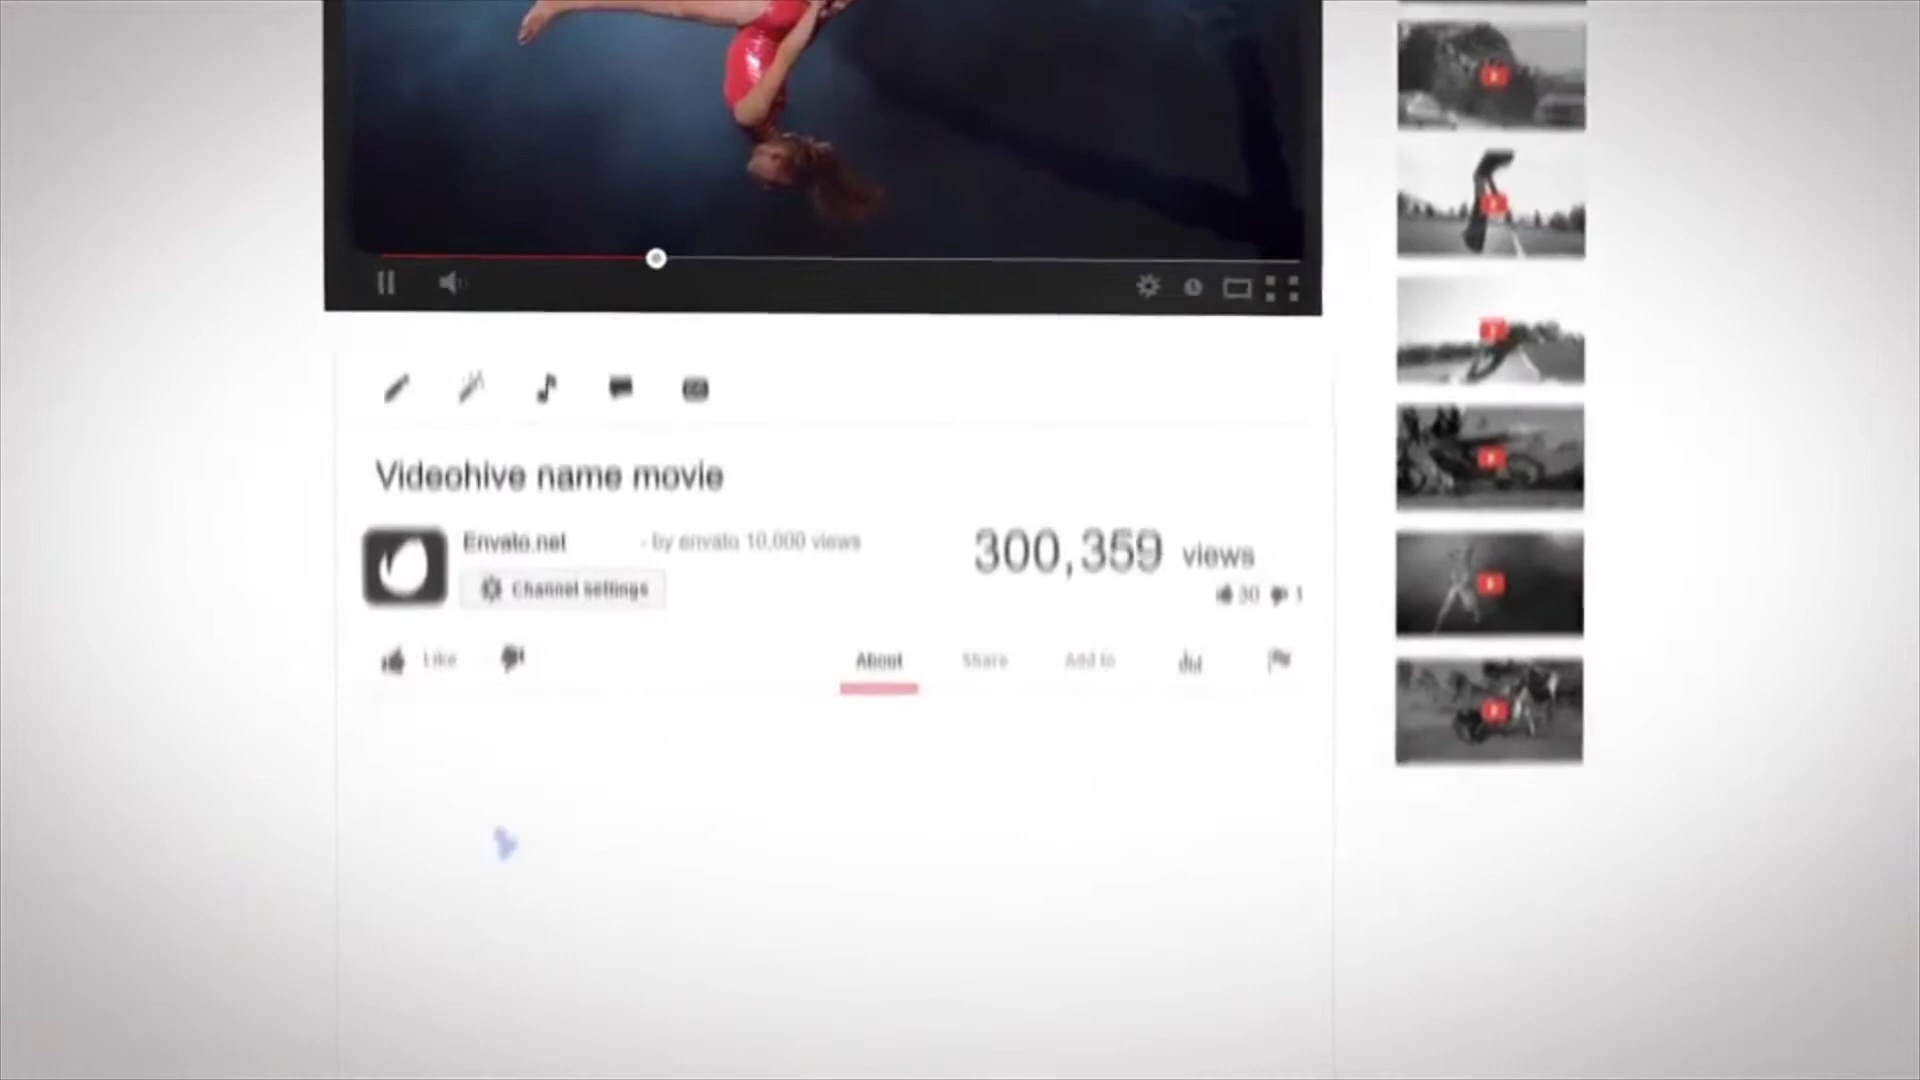 Videohive name movie
Envato.net - by envato 10,000 views
300,359 views
Channel settings
30 1
Like
About Share Add to